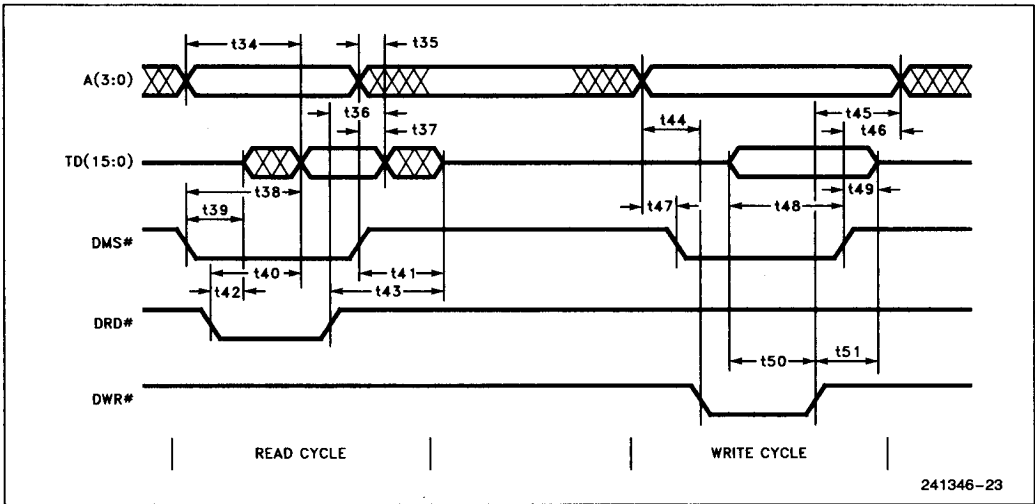 t34
t35
A(3:0)
t36
t45
t44
t46
t37
TD(15:0)
t38
t49
t39
t47
t48
DMS#
t40
t41
t42
t43
DRD#
t50
t51
DWR#
READ CYCLE
WRITE CYCLE
241346-23